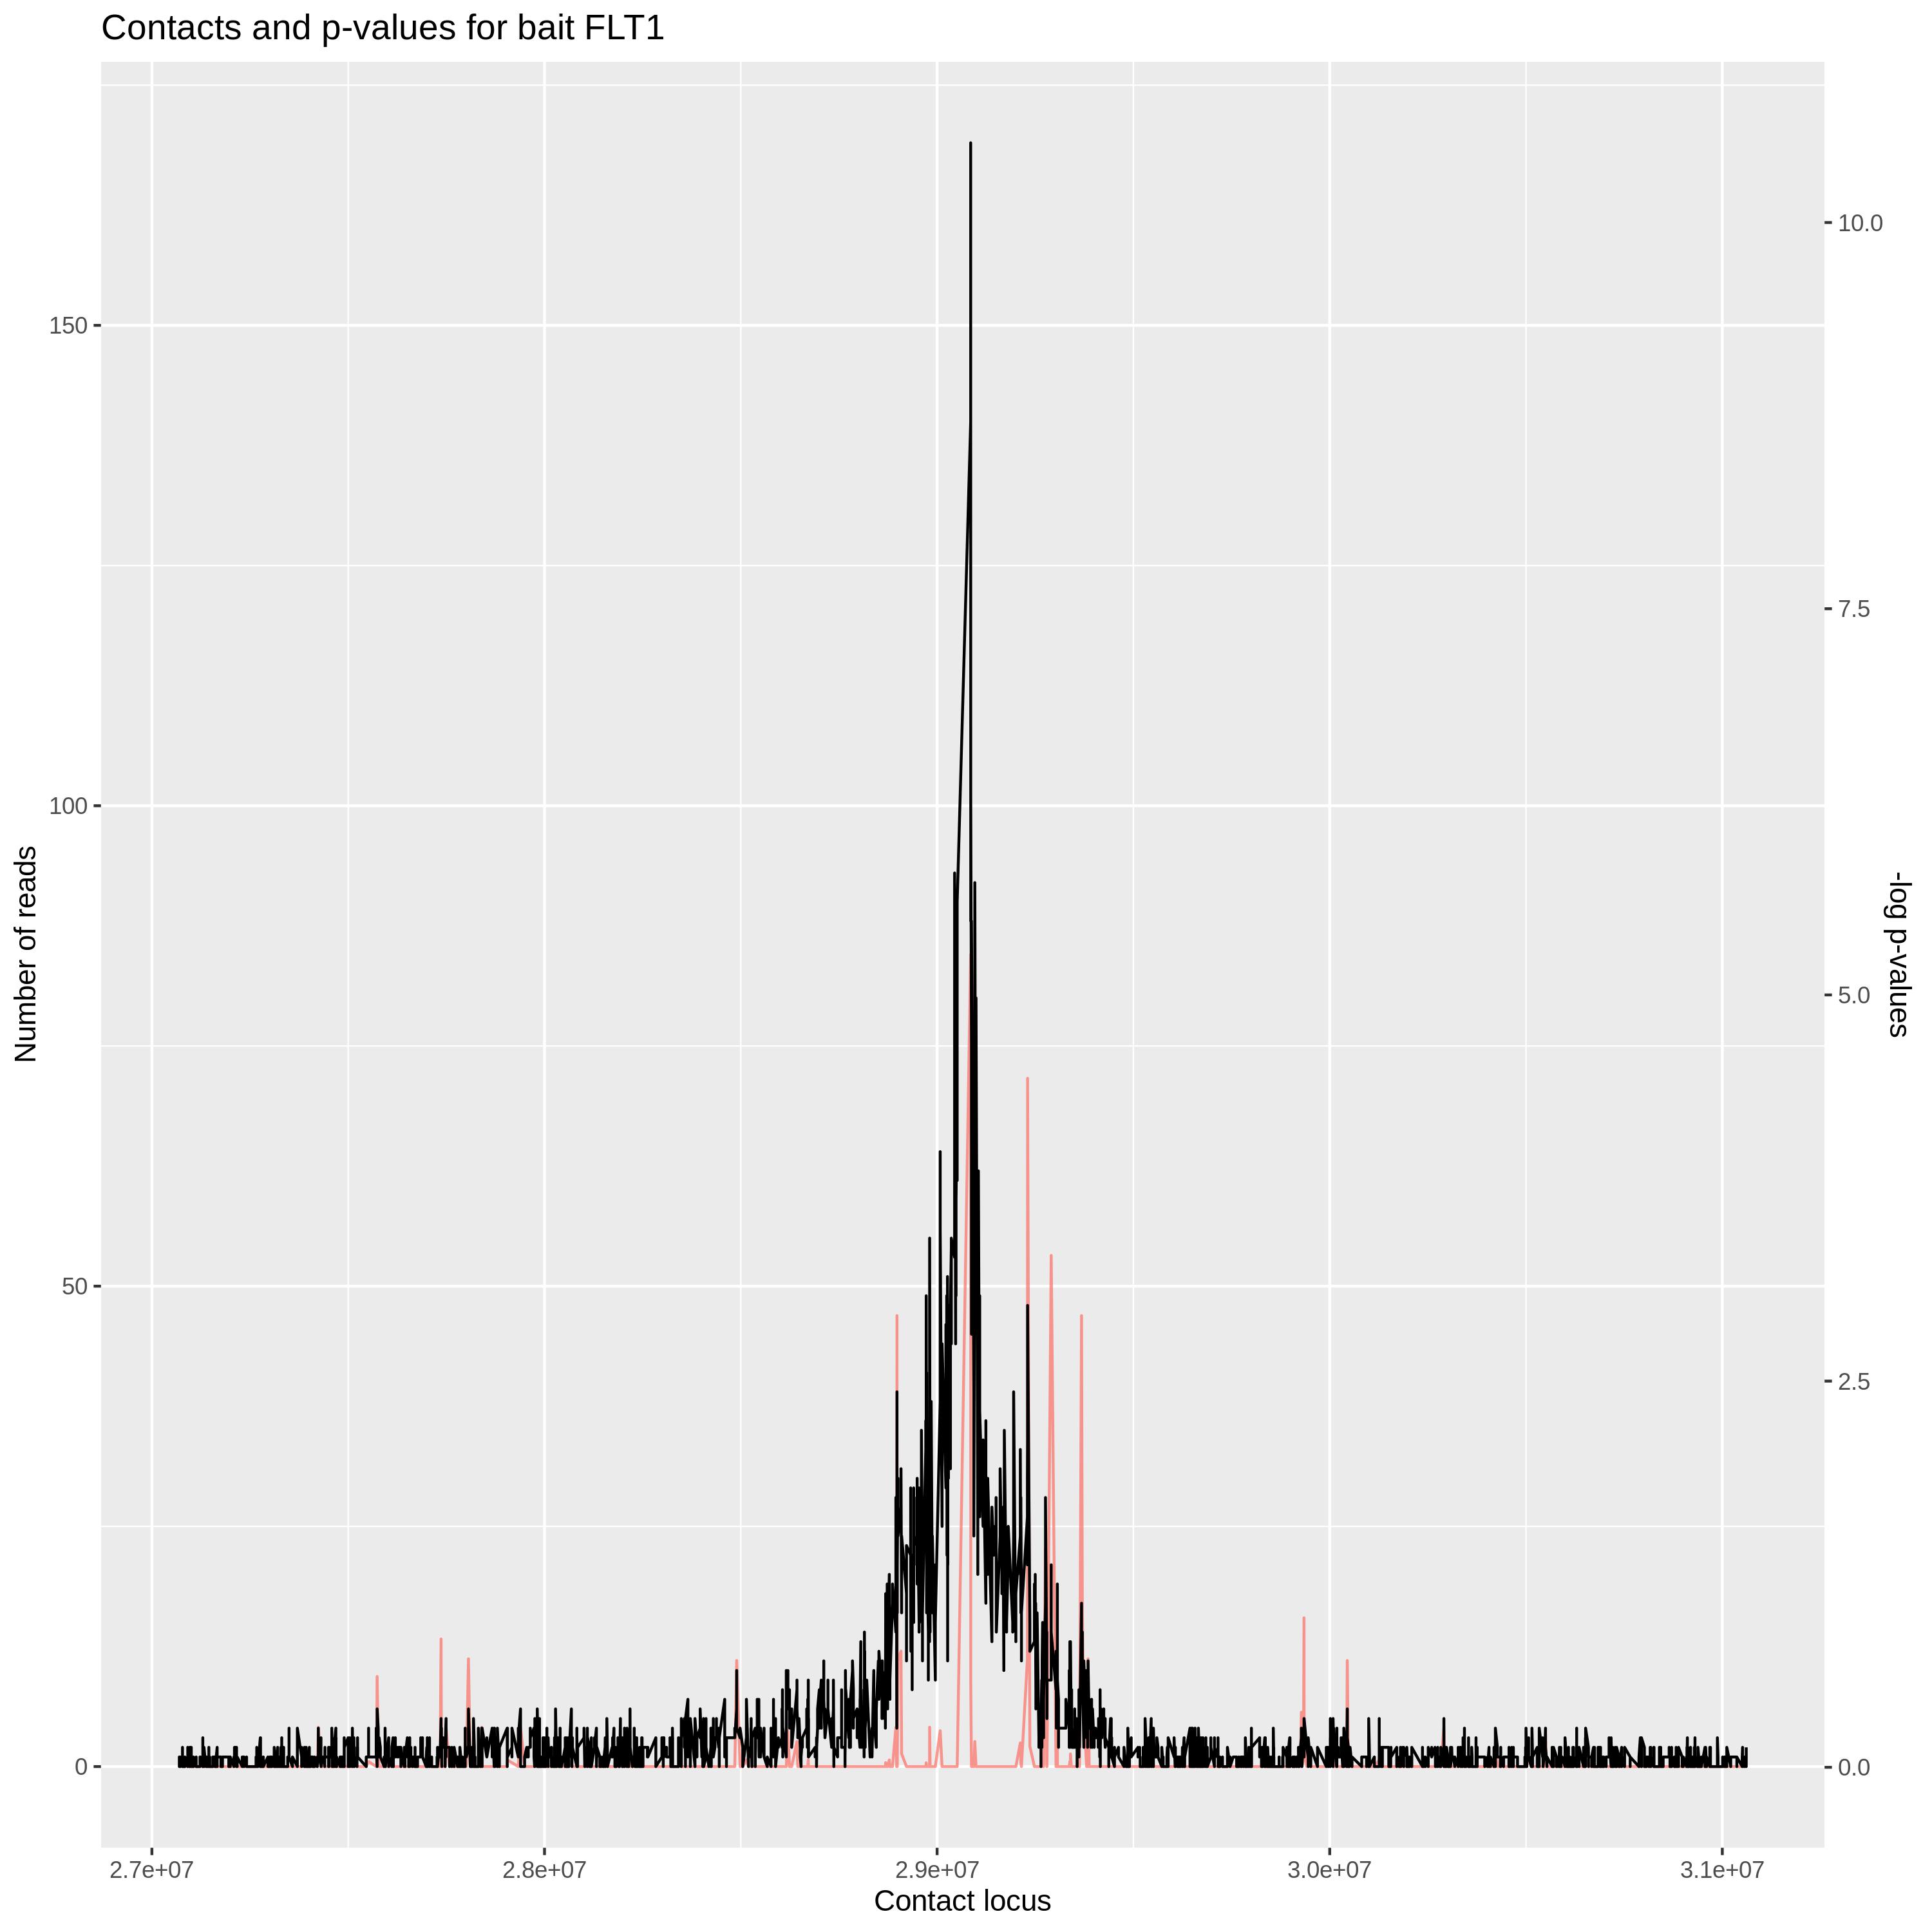 Contacts and p-values for bait FLT1
10.0
150
7.5
100
Number of reads
-log p-values
5.0
50
2.5
0
0.0
2.7e+07
2.8e+07
2.9e+07
3.0e+07
3.1e+07
Contact locus